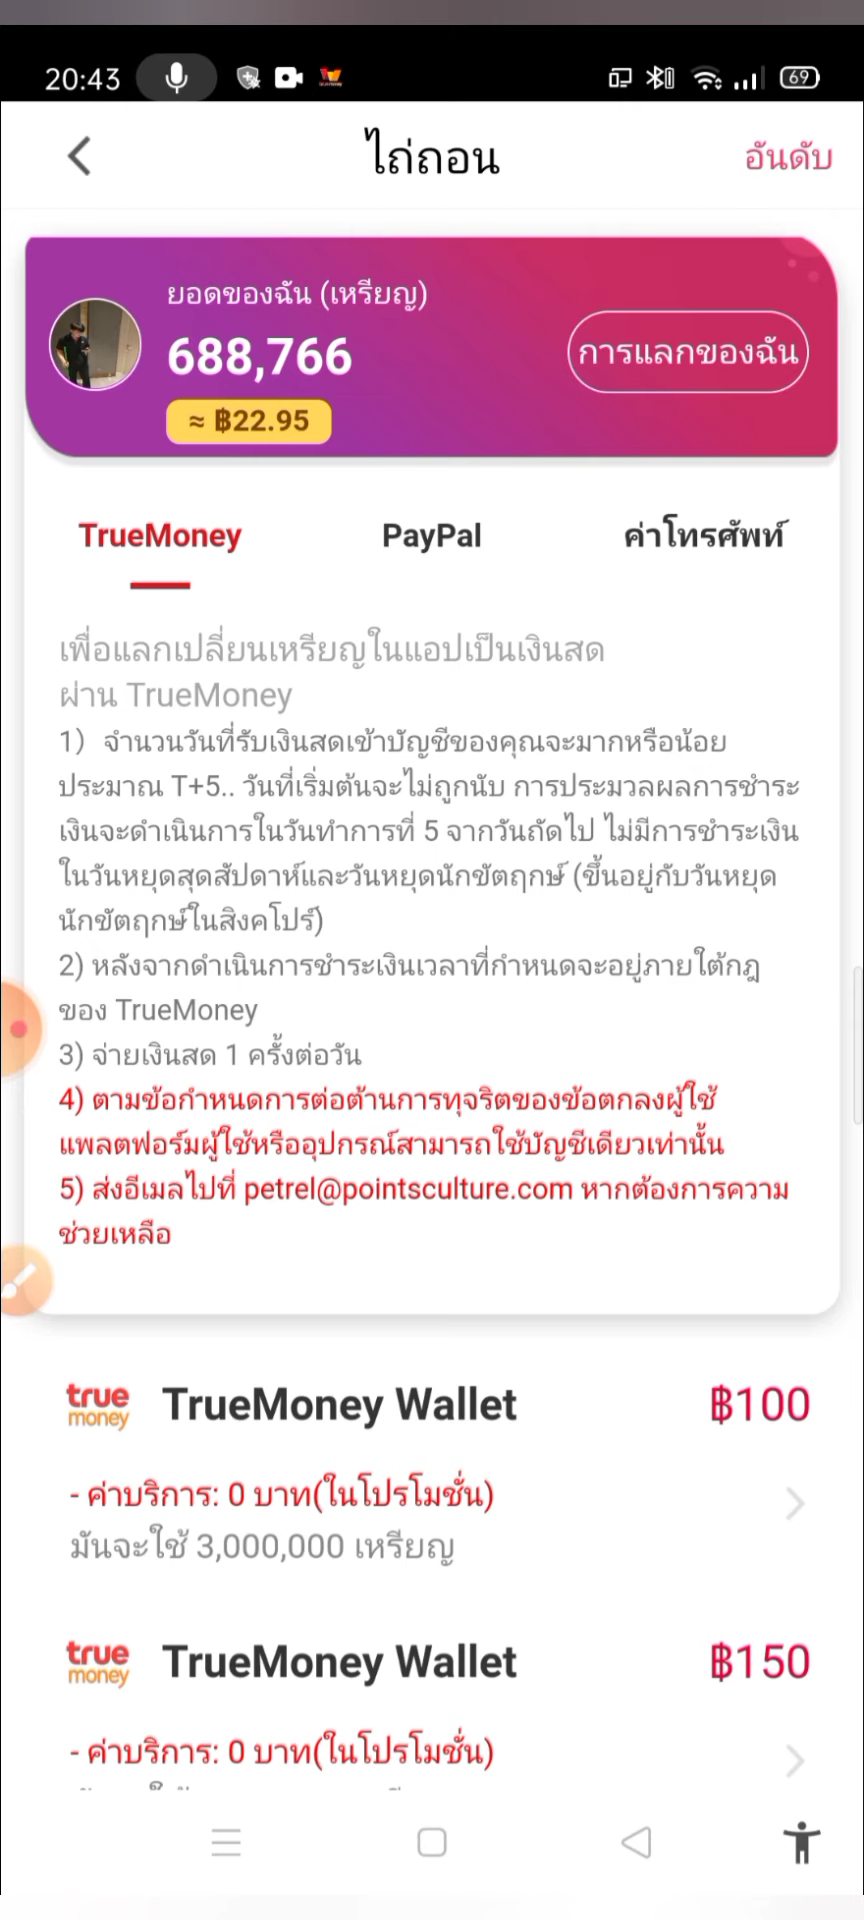 20:43
69
ไถ่ถอน
อันดับ
ยอดของฉัน (เหรียญ)
688,766
≈ ฿22.95
การแลกของฉัน
TrueMoney
PayPal
ค่าโทรศัพท์
เพื่อแลกเปลี่ยนเหรียญในแอปเป็นเงินสด
ผ่าน TrueMoney
1) จำนวนวันที่รับเงินสดเข้าบัญชีของคุณจะมากหรือน้อย
ประมาณ T+5.. วันที่เริ่มต้นจะไม่ถูกนับ การประมวลผลการชำระ
เงินจะดำเนินการในวันทำการที่ 5 จากวันถัดไป ไม่มีการชำระเงิน
ในวันหยุดสุดสัปดาห์และวันหยุดนักขัตฤกษ์ (ขึ้นอยู่กับวันหยุด
นักขัตฤกษ์ในสิงคโปร์)
2) หลังจากดำเนินการชำระเงินเวลาที่กำหนดจะอยู่ภายใต้กฎ
ของ TrueMoney
3) จ่ายเงินสด 1 ครั้งต่อวัน
4) ตามข้อกำหนดการต่อต้านการทุจริตของข้อตกลงผู้ใช้
แพลตฟอร์มผู้ใช้หรืออุปกรณ์สามารถใช้บัญชีเดียวเท่านั้น
5) ส่งอีเมลไปที่ petrel@pointsculture.com หากต้องการความ
ช่วยเหลือ
true money TrueMoney Wallet ฿100
- ค่าบริการ: 0 บาท(ในโปรโมชั่น)
มันจะใช้ 3,000,000 เหรียญ
true money TrueMoney Wallet ฿150
- ค่าบริการ: 0 บาท(ในโปรโมชั่น)